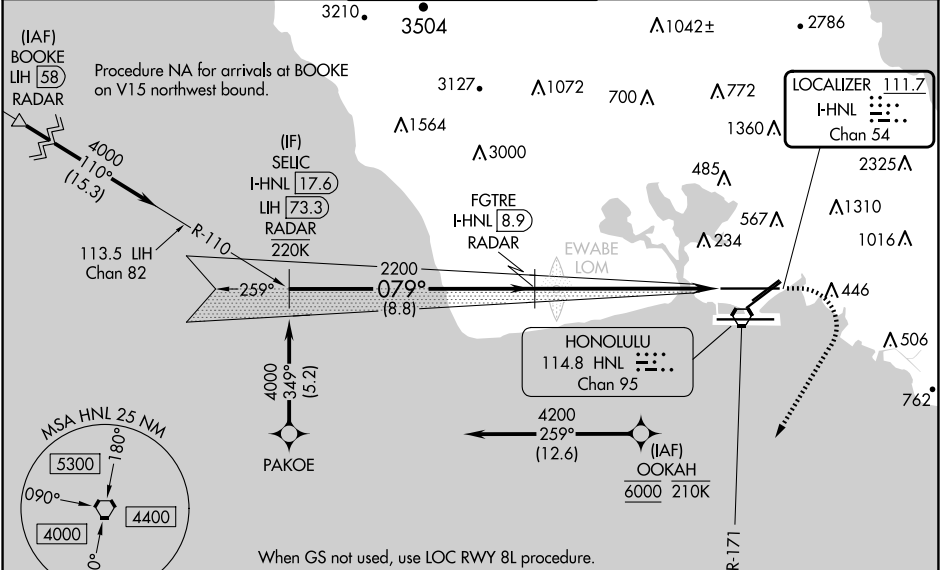 3210
3504
1042±
2786
(IAF)
BOOKE
LIH 58
RADAR
Procedure NA for arrivals at BOOKE
on V15 northwest bound.
3127
1072
700
772
LOCALIZER 111.7
I-HNL
Chan 54
1564
1360
3000
2325
4000
110°
(15.3)
(IF)
SELIC
I-HNL 17.6
LIH 73.3
RADAR
220K
485
FGTRE
I-HNL 8.9
RADAR
567
1310
234
1016
R-110
113.5 LIH
Chan 82
EWABE
LOM
2200
259°
079°
(8.8)
446
HONOLULU
114.8 HNL
Chan 95
506
762
4000
349°
(5.2)
PAKOE
4200
259°
(12.6)
(IAF)
OOKAH
6000 210K
MSA HNL 25 NM
180°
5300
090°
4400
4000
0°
R-171
When GS not used, use LOC RWY 8L procedure.